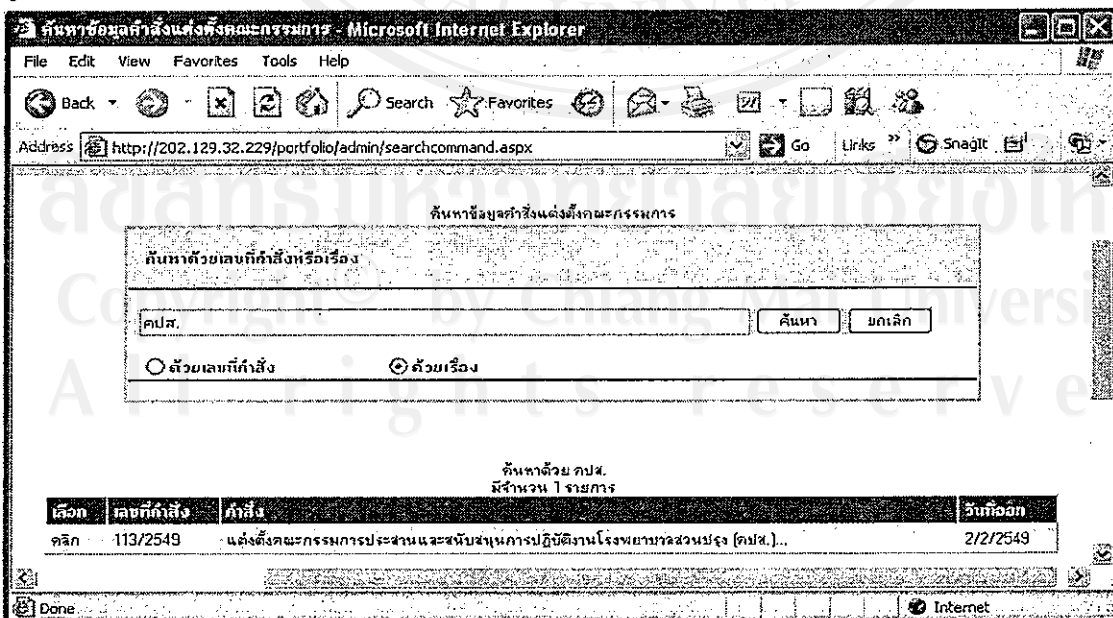 ค้นหาข้อมูลคำสั่งแต่งตั้งคณะกรรมการ - Microsoft Internet Explorer
File Edit View Favorites Tools Help
Back Search Favorites
Address http://202.129.32.229/portfolio/admin/searchcommand.aspx Go Links » SnagIt
ค้นหาข้อมูลคำสั่งแต่งตั้งคณะกรรมการ
ค้นหาด้วยเลขที่คำสั่งหรือเรื่อง
Copyright © by Chiang Mai Universi
คปส. ค้นหา ยกเลิก
ด้วยเลขที่คำสั่ง ด้วยเรื่อง
All rights reserve
ค้นหาด้วย คปส.
มีจำนวน 1 รายการ
เลือก เลขที่คำสั่ง คำสั่ง วันที่ออก
คลิก 113/2549 แต่งตั้งคณะกรรมการประสานและสนับสนุนการปฏิบัติงานโรงพยาบาลสวนปรุง (คปส.)... 2/2/2549
Done Internet